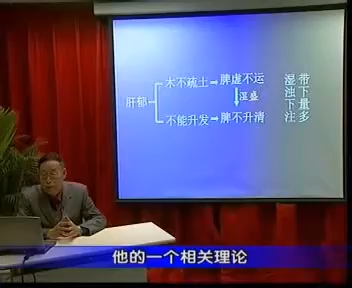 木不疏土→脾虚不运
肝郁
湿盛
不能升发→脾不升清
湿带
浊下
下量
注多
他的一个相关理论